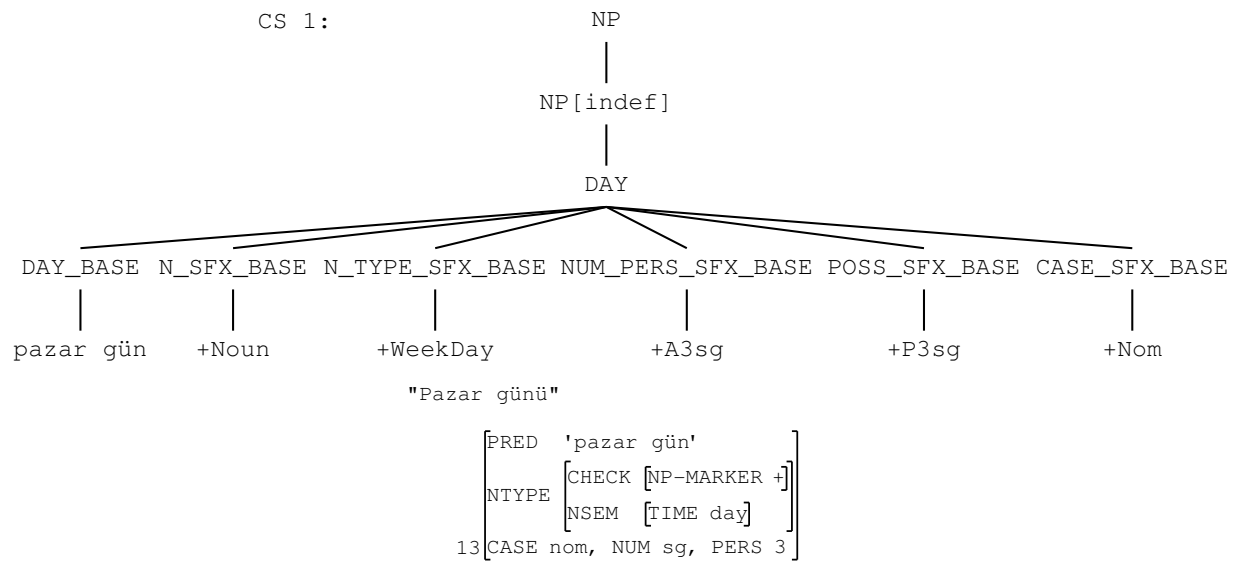 CS 1: NP
NP[indef]
DAY
DAY_BASE N_SFX_BASE N_TYPE_SFX_BASE NUM_PERS_SFX_BASE POSS_SFX_BASE CASE_SFX_BASE
pazar gün +Noun +WeekDay +A3sg +P3sg +Nom
"Pazar günü"
PRED 'pazar gün'
CHECK [NP-MARKER +]
NTYPE
NSEM [TIME day]
13 CASE nom, NUM sg, PERS 3